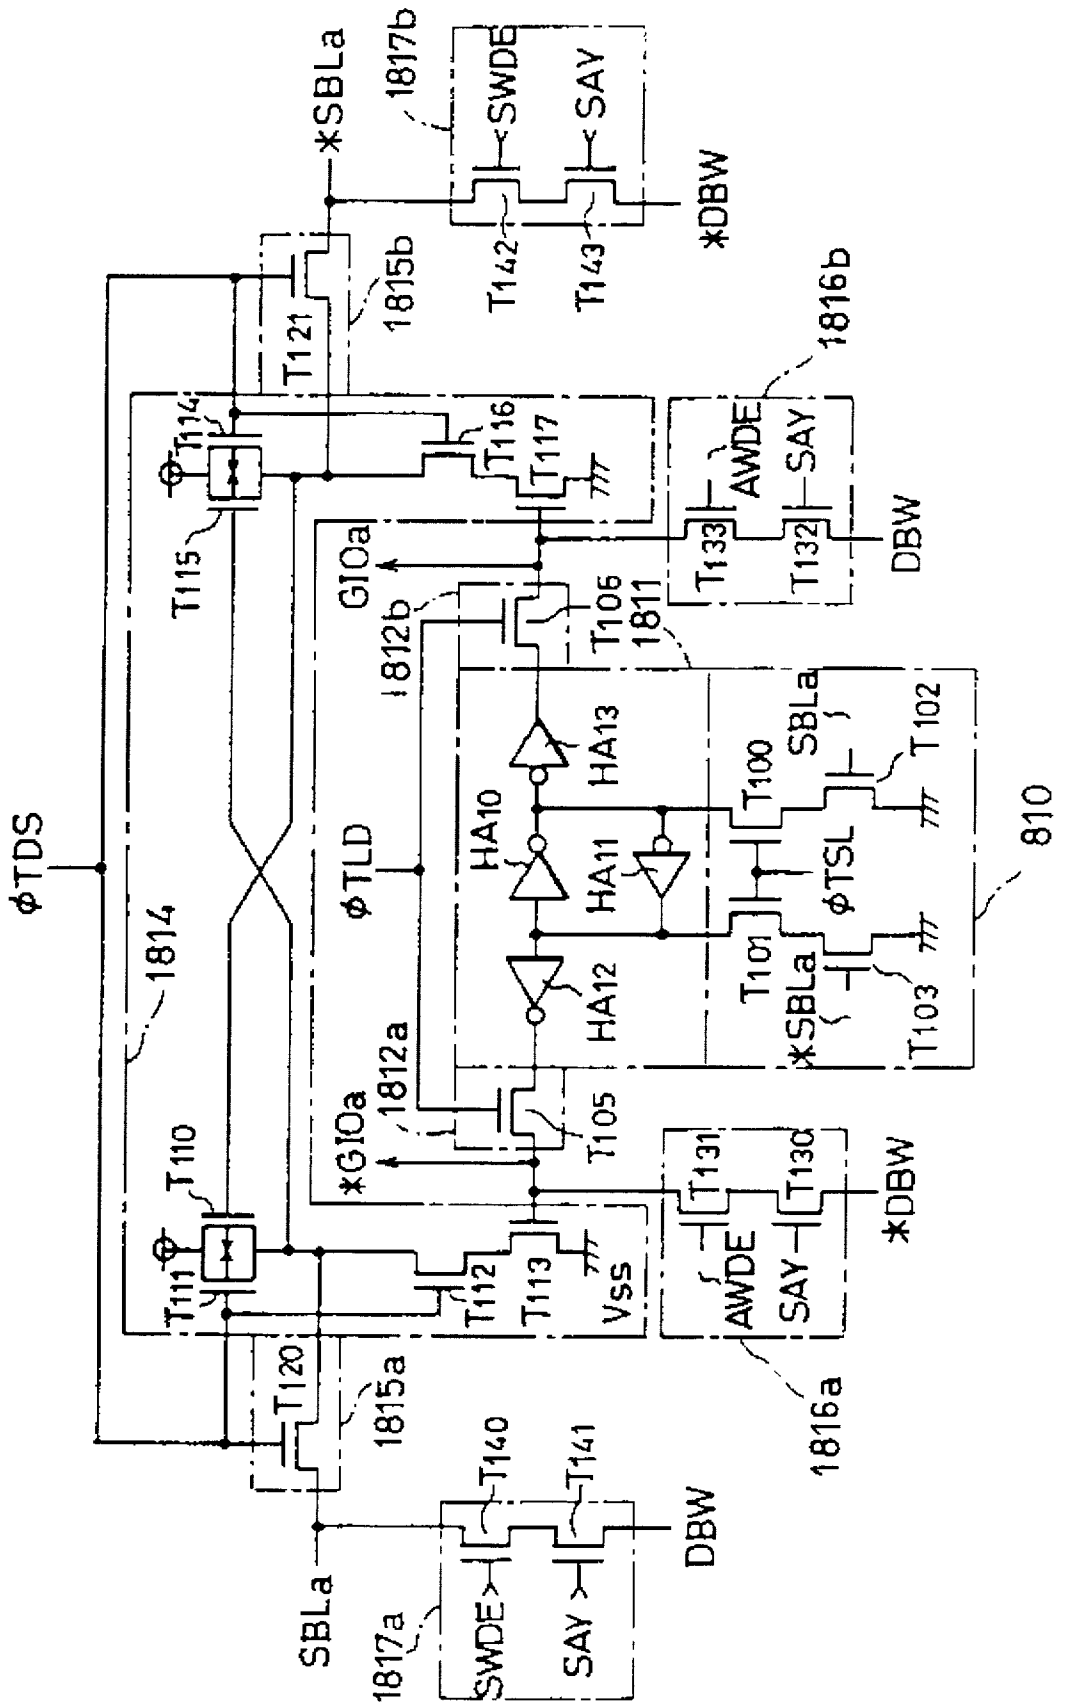 φTDS
1814
SBLa
T120
1815a
T111
T110
T112
T113
Vss
T115
T114
T116
T117
T121
1815b
*SBLa
1817b
SWDE
SAY
T142
T143
*DBW
1817a
SWDE
SAY
T140
T141
DBW
*GIOa
1812a
T105
φTLD
GIOa
1812b
T106
1811
HA12
HA10
HA11
HA13
T101
T100
φTSL
*SBLa
T103
SBLa
T102
810
T131
T130
AWDE
SAY
*DBW
1816a
T133
T132
AWDE
SAY
DBW
1816b